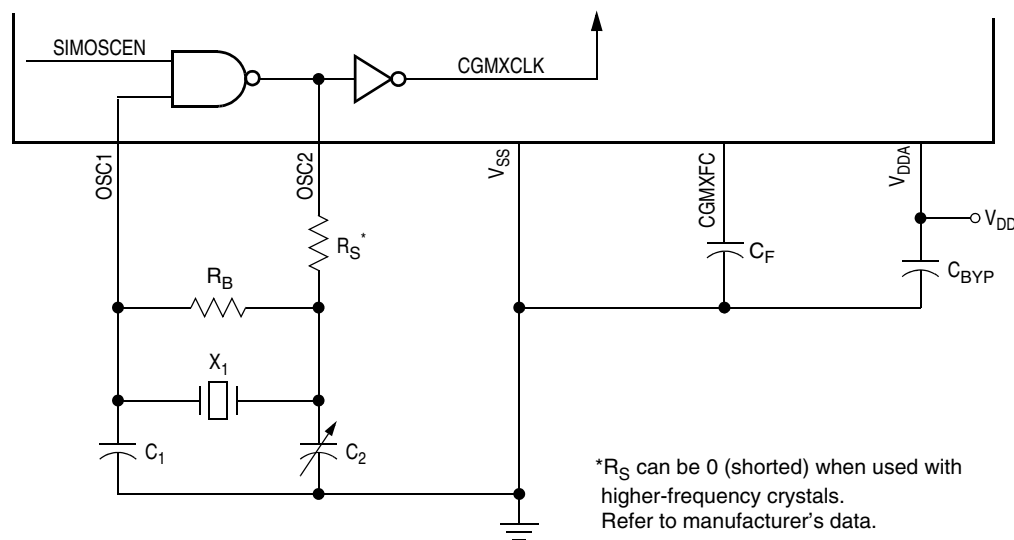 SIMOSCEN
CGMXCLK
OSC1
OSC2
VSS
CGMXFC
VDDA
VDD
RS*
CF
CBYP
RB
X1
C1
C2
*RS can be 0 (shorted) when used with
higher-frequency crystals.
Refer to manufacturer's data.